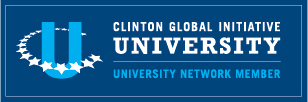 CLINTON GLOBAL INITIATIVE
UNIVERSITY
UNIVERSITY NETWORK MEMBER
U